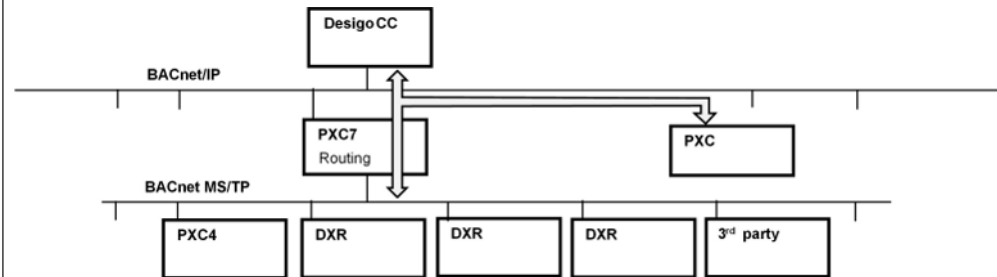 Desigo CC
BACnet/IP
PXC7
Routing
PXC
BACnet MS/TP
PXC4
DXR
DXR
DXR
3rd party